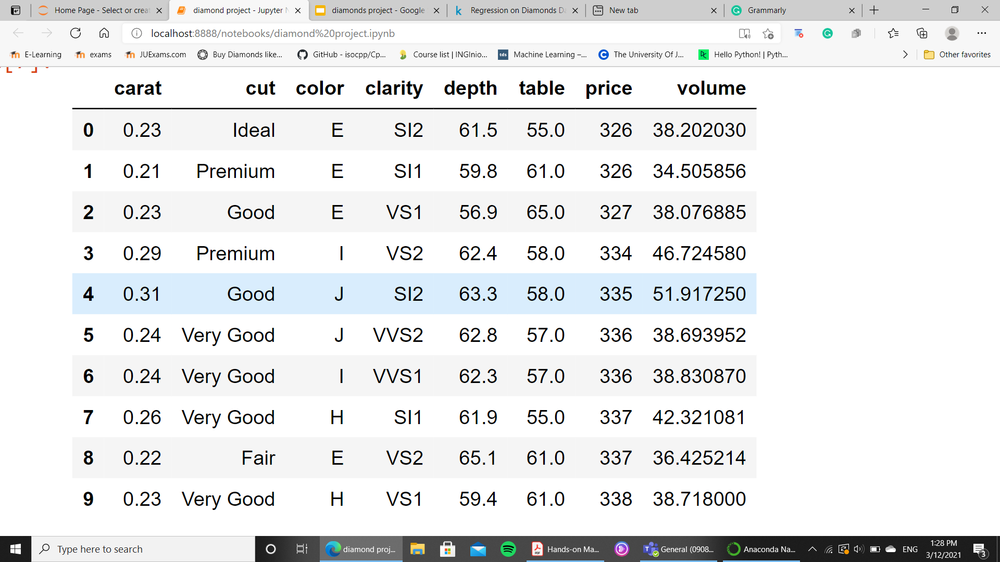 Home Page - Select or creat
diamond project - Jupyter N
diamonds project - Google
Regression on Diamonds Da
New tab
Grammarly
localhost:8888/notebooks/diamond%20project.ipynb
E-Learning
exams
JUExams.com
Buy Diamonds like...
GitHub - isocpp/Cp...
Course list | INGInio...
tds Machine Learning –...
The University Of J...
Hello Python! | Pyth...
Other favorites
carat cut color clarity depth table price volume
0 0.23 Ideal E SI2 61.5 55.0 326 38.202030
1 0.21 Premium E SI1 59.8 61.0 326 34.505856
2 0.23 Good E VS1 56.9 65.0 327 38.076885
3 0.29 Premium I VS2 62.4 58.0 334 46.724580
4 0.31 Good J SI2 63.3 58.0 335 51.917250
5 0.24 Very Good J VVS2 62.8 57.0 336 38.693952
6 0.24 Very Good I VVS1 62.3 57.0 336 38.830870
7 0.26 Very Good H SI1 61.9 55.0 337 42.321081
8 0.22 Fair E VS2 65.1 61.0 337 36.425214
9 0.23 Very Good H VS1 59.4 61.0 338 38.718000
Type here to search
diamond proj...
Hands-on Ma...
General (0908...
Anaconda Na...
ENG
1:28 PM
3/12/2021
3